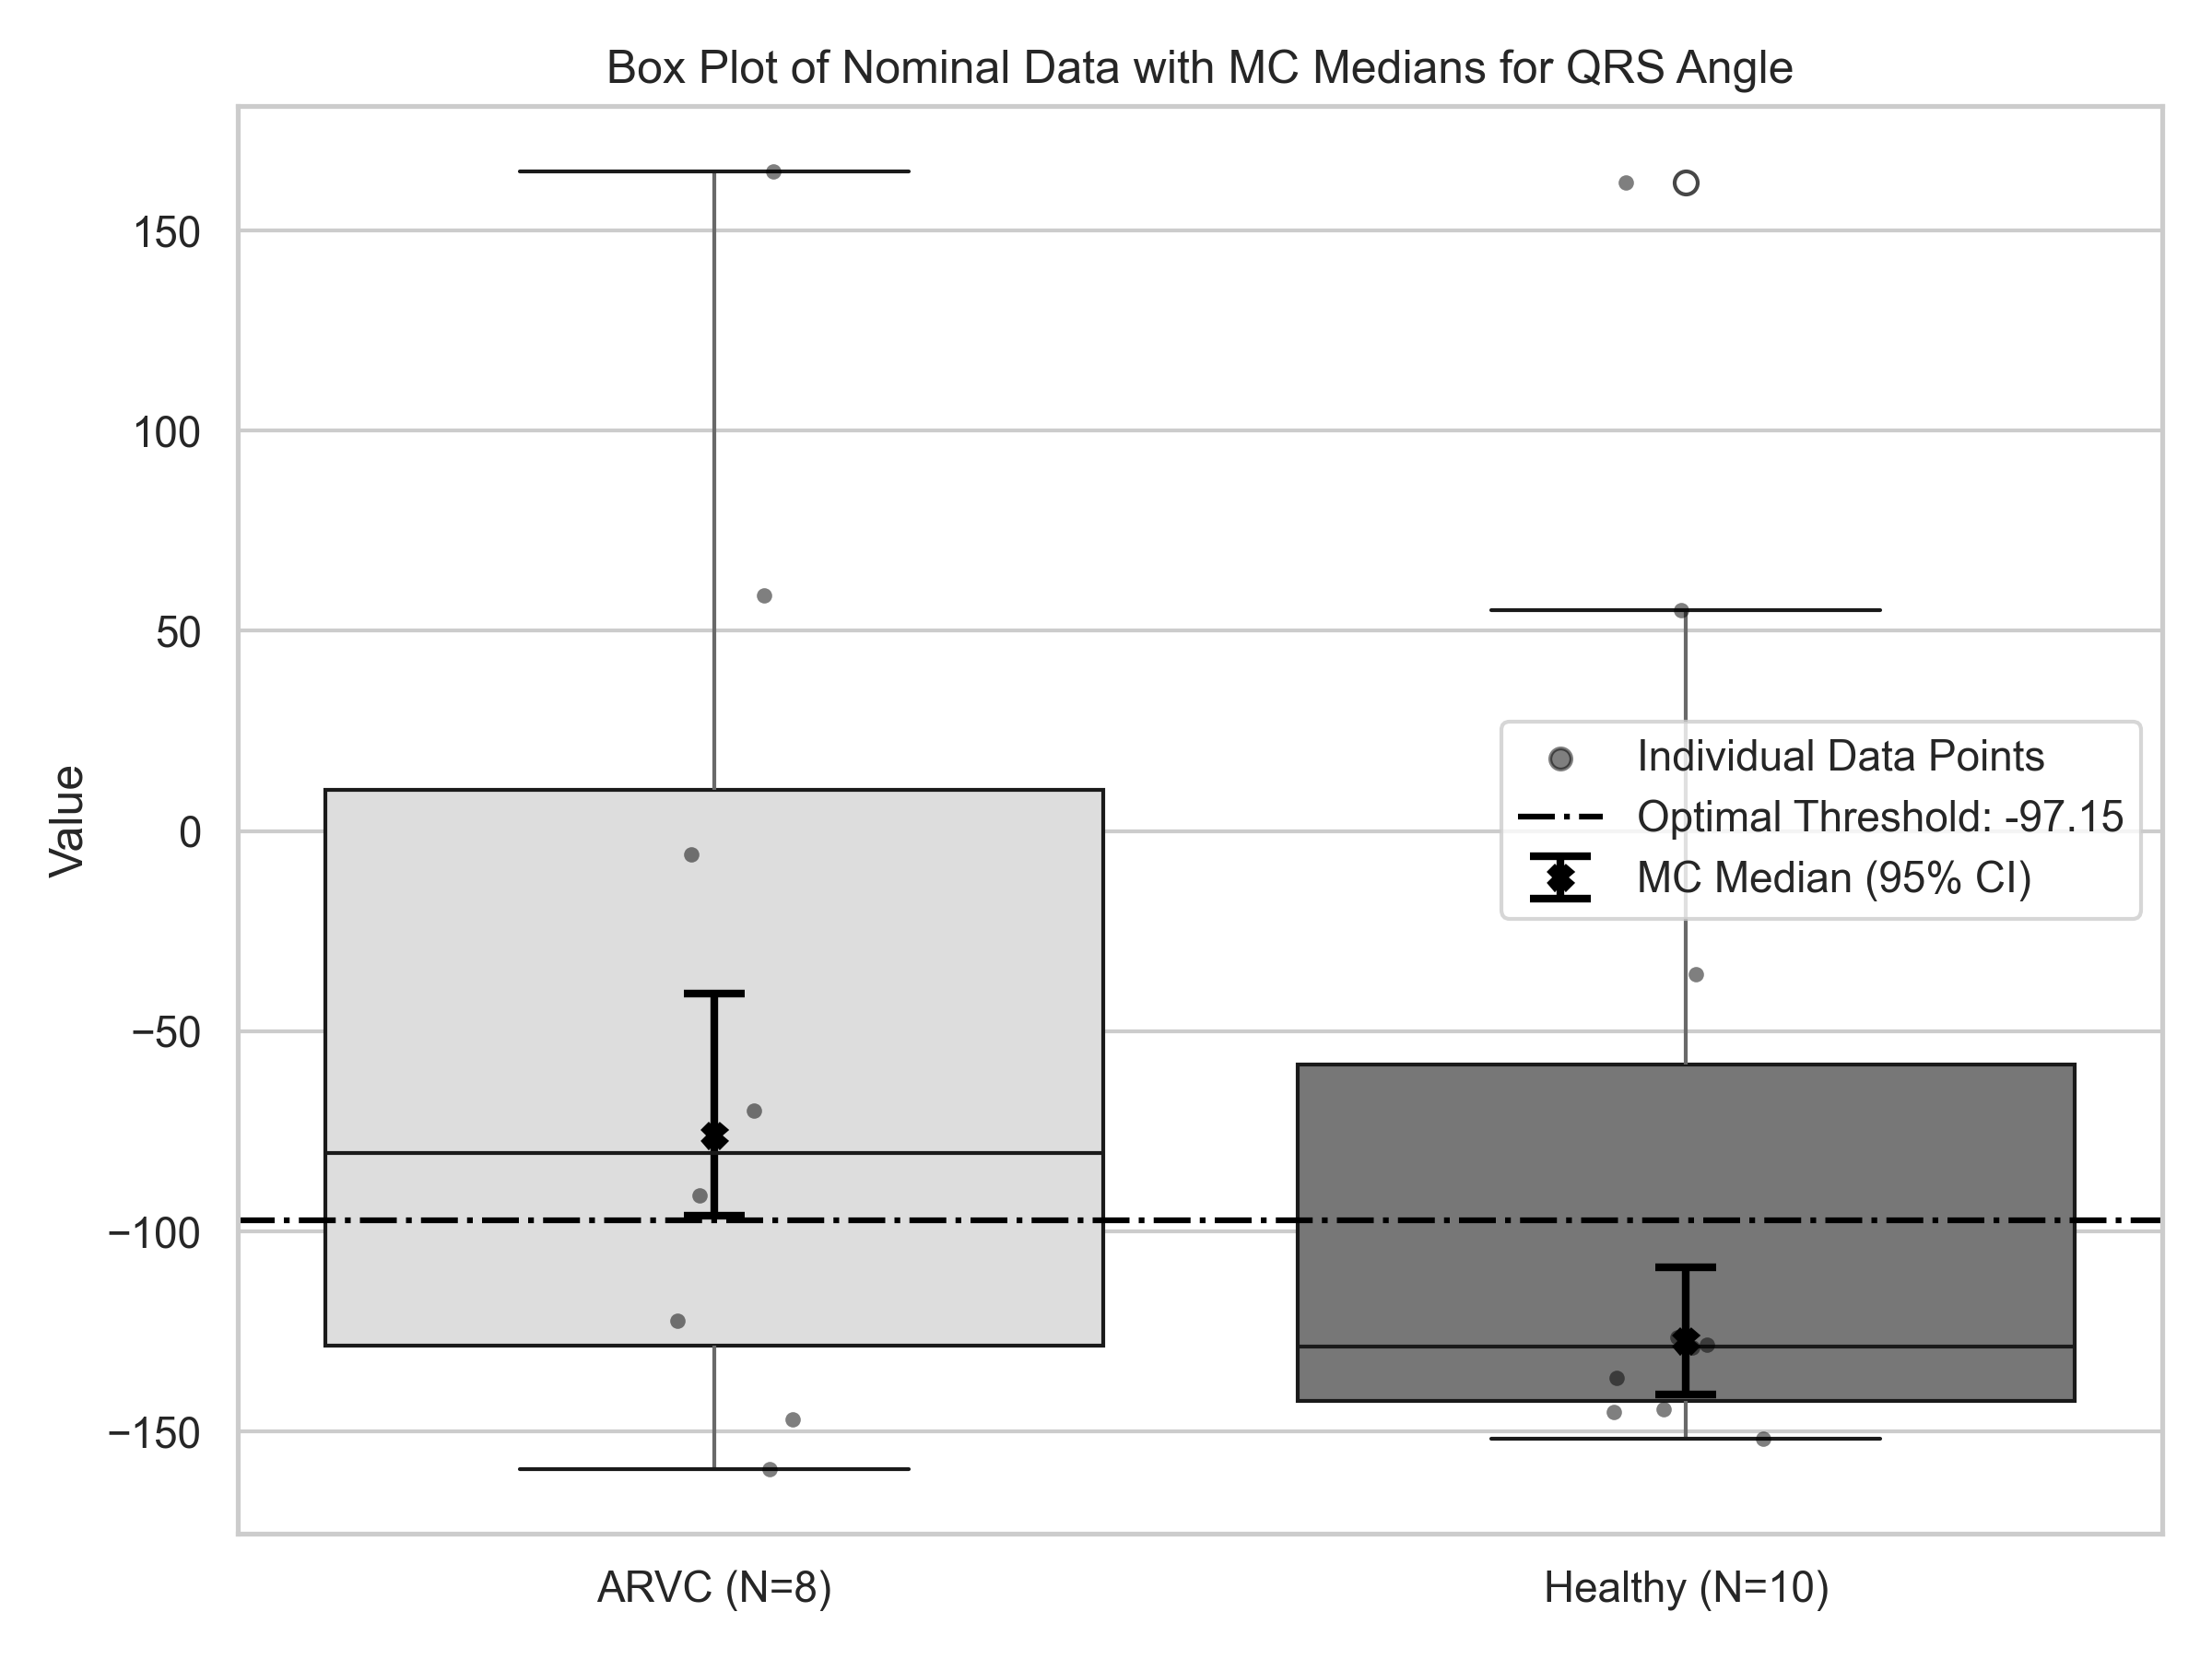 Box Plot of Nominal Data with MC Medians for QRS Angle
Value
150
100
50
0
−50
−100
−150
Individual Data Points
Optimal Threshold: -97.15
MC Median (95% CI)
ARVC (N=8)
Healthy (N=10)